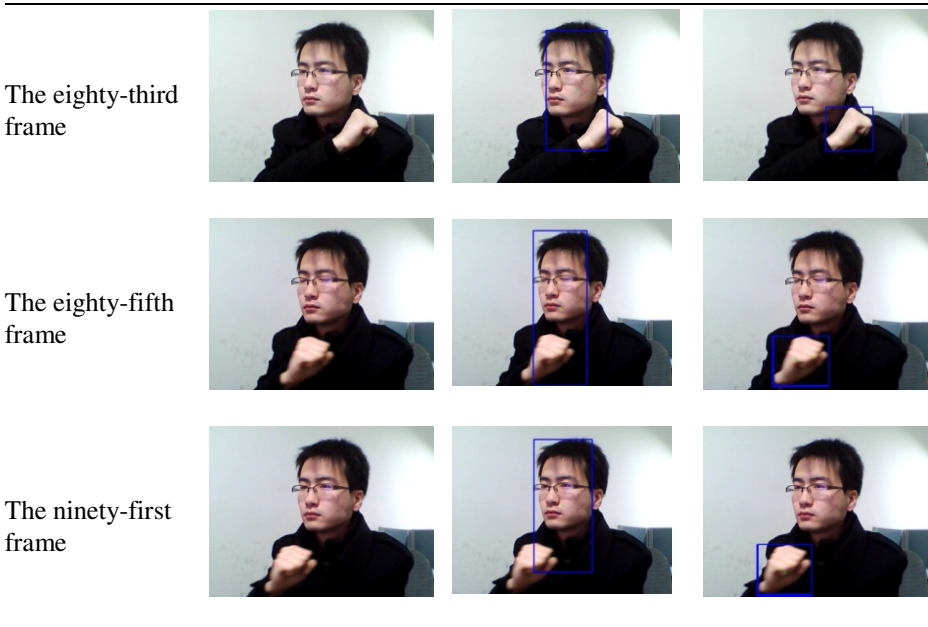 The eighty-third
frame
The eighty-fifth
frame
The ninety-first
frame